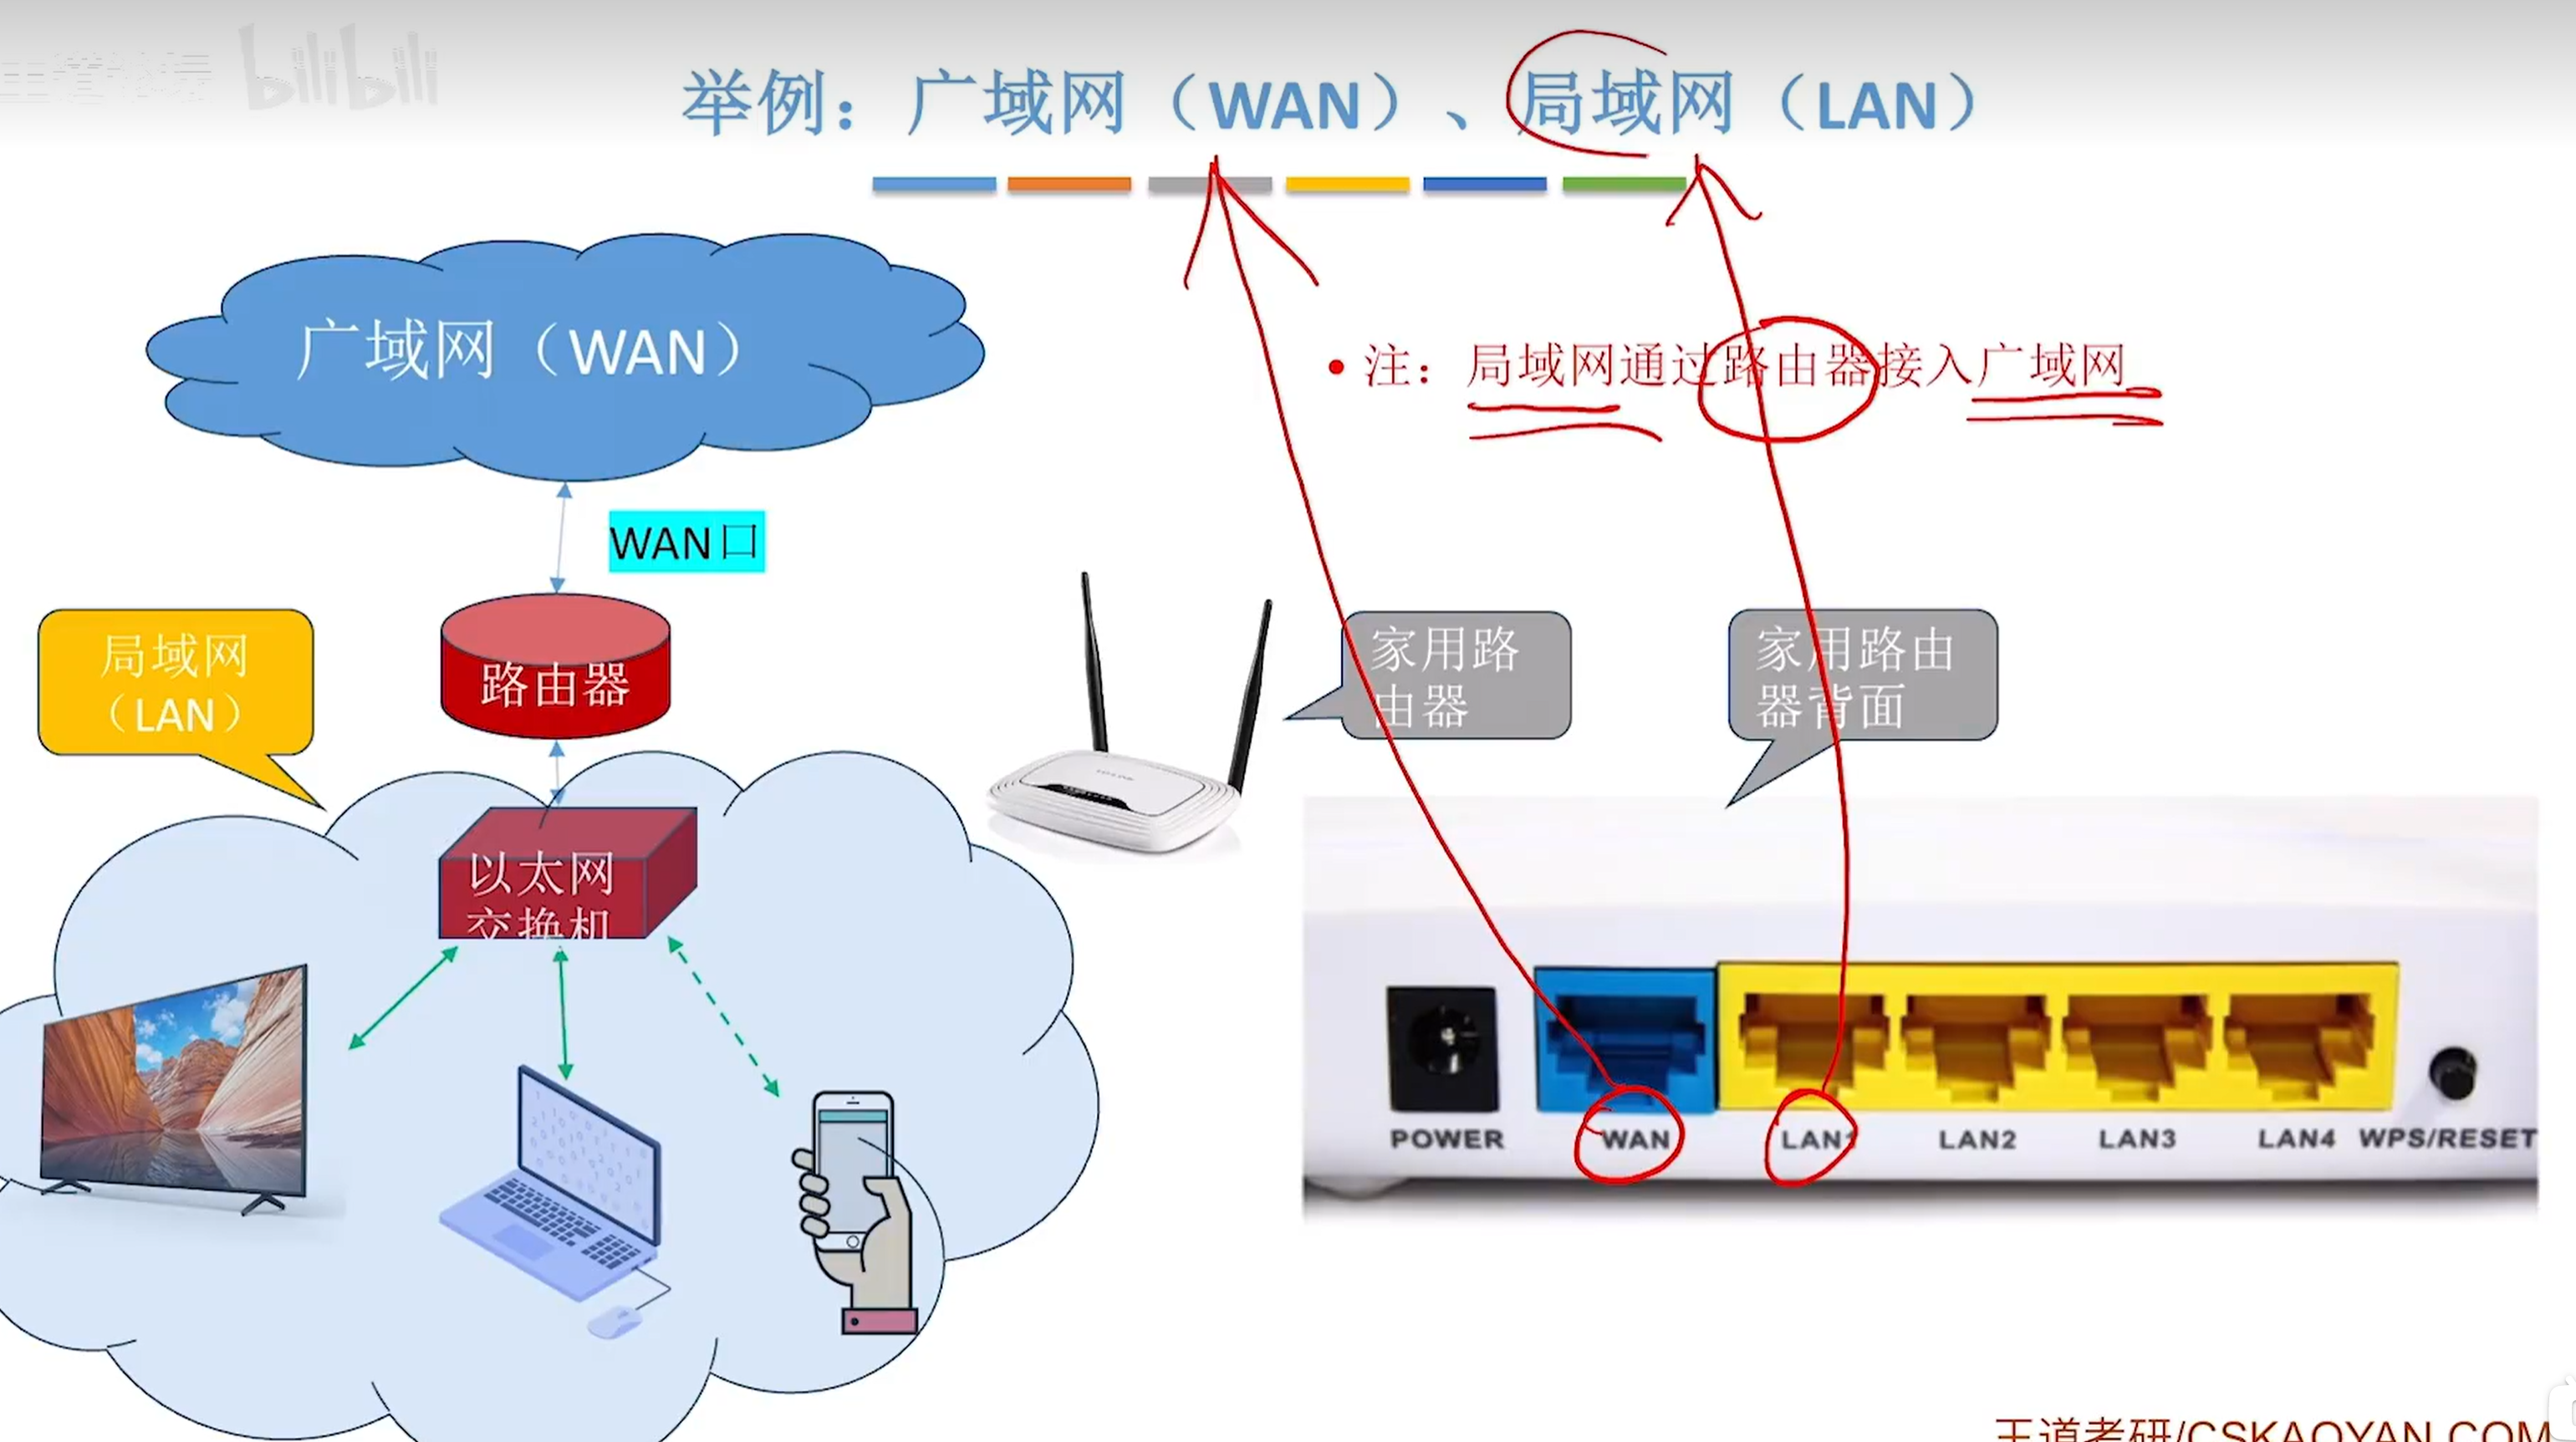 bilibili
举例：广域网（WAN）、局域网（LAN）
广域网（WAN）
• 注：局域网通过路由器接入广域网
WAN口
局域网
（LAN）
路由器
家用路
由器
家用路由
器背面
以太网
交换机
POWER
WAN
LAN1
LAN2
LAN3
LAN4
WPS/RESET
王道考研/CSKAOYAN.COM